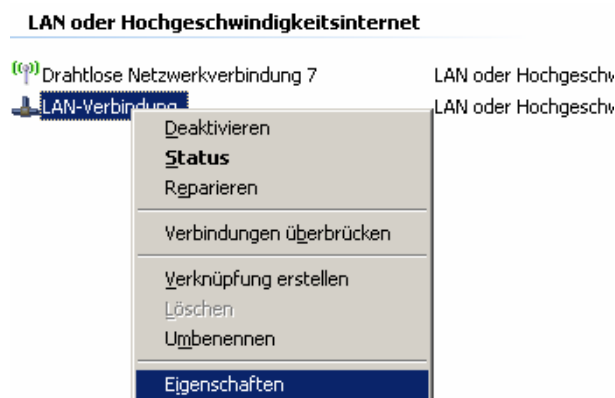 LAN oder Hochgeschwindigkeitsinternet
Drahtlose Netzwerkverbindung 7 LAN oder Hochgeschw
LAN-Verbindung LAN oder Hochgeschw
Deaktivieren
Status
Reparieren
Verbindungen überbrücken
Verknüpfung erstellen
Löschen
Umbenennen
Eigenschaften